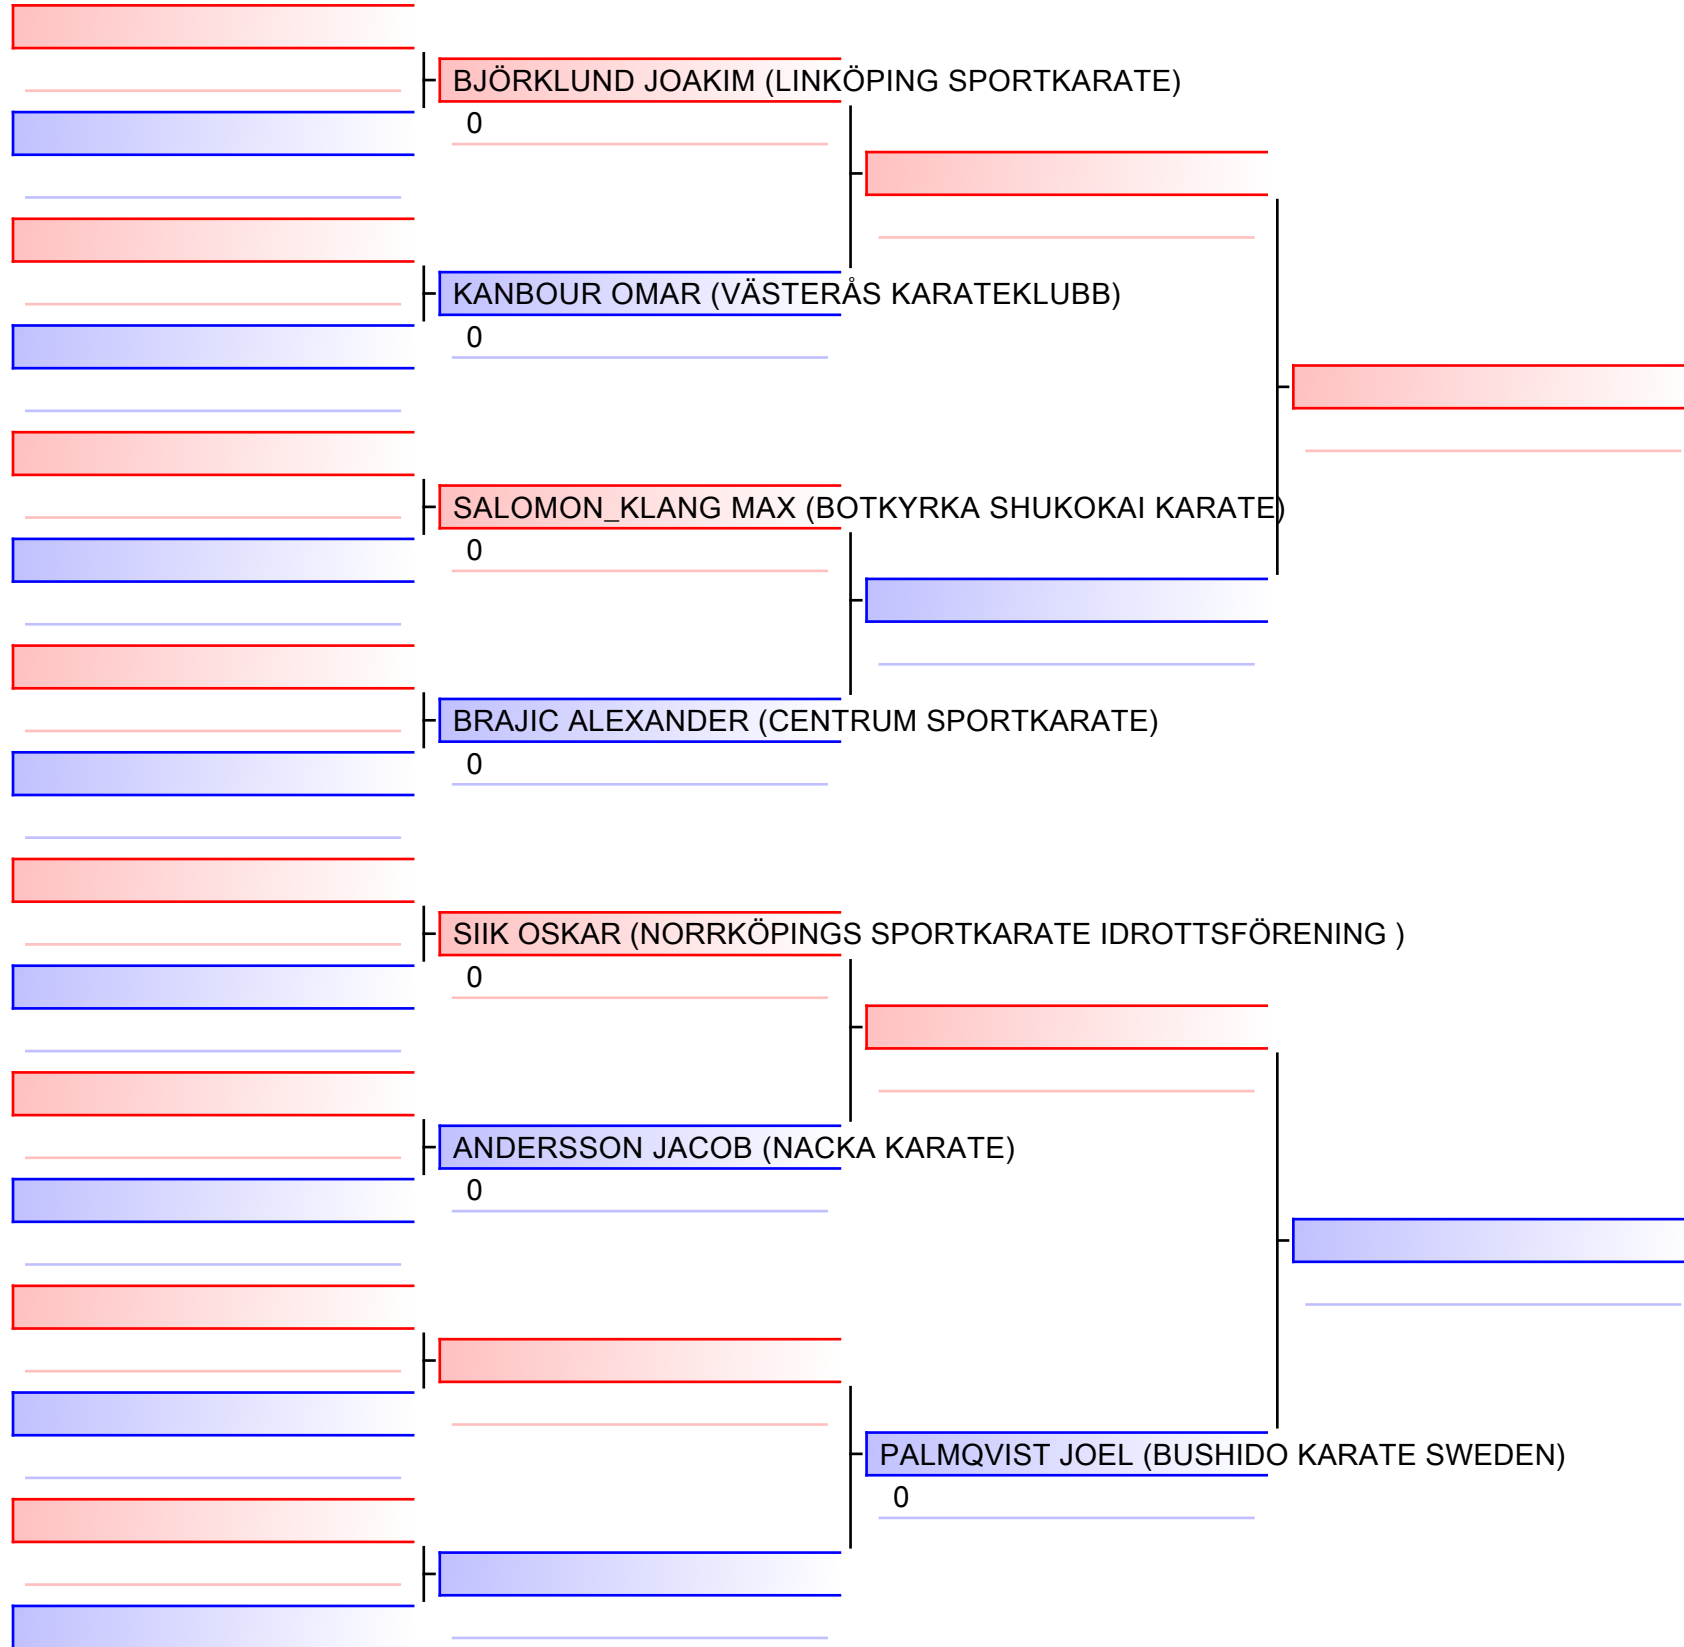 BJÖRKLUND JOAKIM (LINKÖPING SPORTKARATE)
0
KANBOUR OMAR (VÄSTERÅS KARATEKLUBB)
0
SALOMON_KLANG MAX (BOTKYRKA SHUKOKAI KARATE)
0
BRAJIC ALEXANDER (CENTRUM SPORTKARATE)
0
SIIK OSKAR (NORRKÖPINGS SPORTKARATE IDROTTSFÖRENING )
0
ANDERSSON JACOB (NACKA KARATE)
0
PALMQVIST JOEL (BUSHIDO KARATE SWEDEN)
0